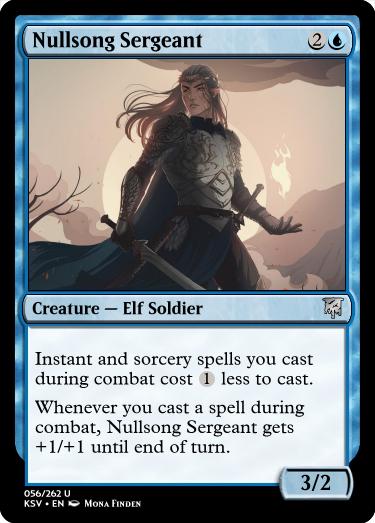 Nullsong Sergeant 2
Creature — Elf Soldier
Instant and sorcery spells you cast
during combat cost 1 less to cast.
Whenever you cast a spell during
combat, Nullsong Sergeant gets
+1/+1 until end of turn.
3/2
056/262 U
KSV • EN Mona Finden